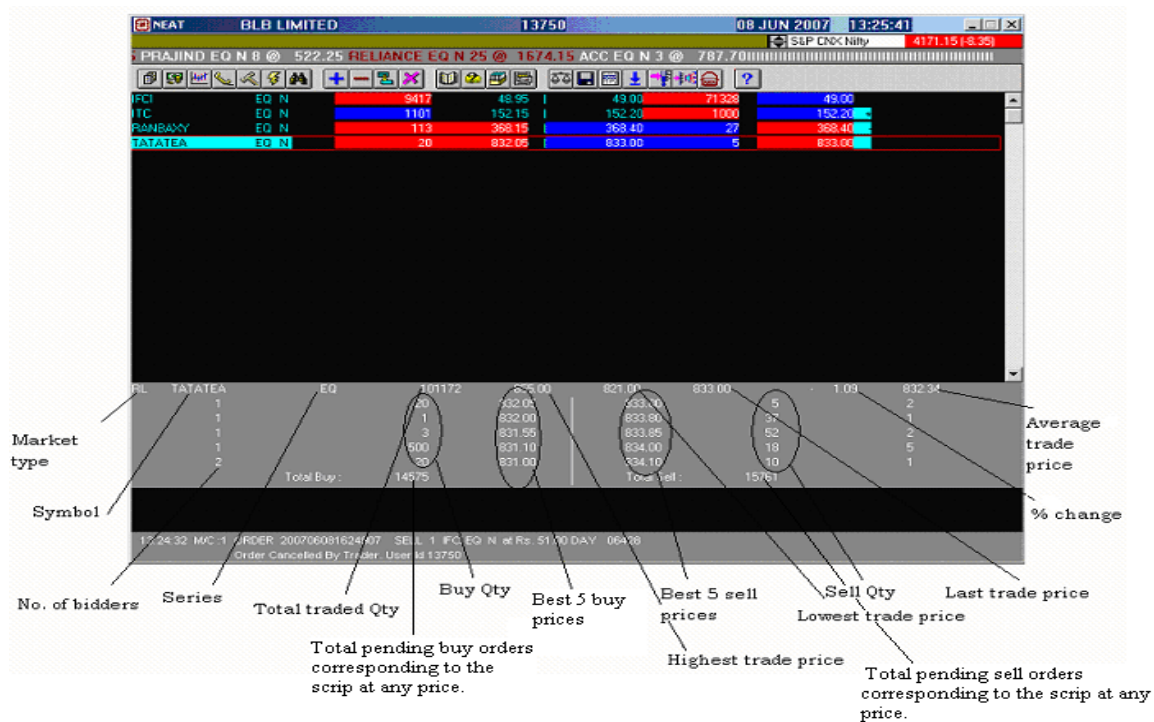 NEAT BLB LIMITED 13750 08 JUN 2007 13:25:41
S&P CNX Nifty 4171.15 (-8.35)
PRAJIND EQ N 8 @ 522.25 RELIANCE EQ N 25 @ 1674.15 ACC EQ N 3 @ 787.70
IFCI EQ N 9417 48.95 49.00 71328 49.00
ITC EQ N 1101 152.15 152.20 1000 152.20
RANBAXY EQ N 113 368.15 368.40 27 368.40
TATATEA EQ N 20 832.05 833.00 5 833.00
RL TATATEA EQ 101172 821.00 833.00 - 1.09 832.34
1 20 832.05 833.00 5 2
1 1 832.00 833.80 37 1
1 3 831.55 833.85 52 2
1 500 831.10 834.00 18 5
2 20 831.00 834.10 10 1
Total Buy : 14575 Total Sell : 15761
13:24:32 M/C :1 ORDER SELL 1 IFCI EQ N at Rs. 51.00 DAY 06428
Order Cancelled By Trader. User Id 13750
Market type
Symbol
No. of bidders
Series
Total traded Qty
Buy Qty
Total pending buy orders
corresponding to the
scrip at any price.
Best 5 buy
prices
Best 5 sell
prices
Highest trade price
Sell Qty
Lowest trade price
Last trade price
Total pending sell orders
corresponding to the scrip at any
price.
% change
Average
trade
price